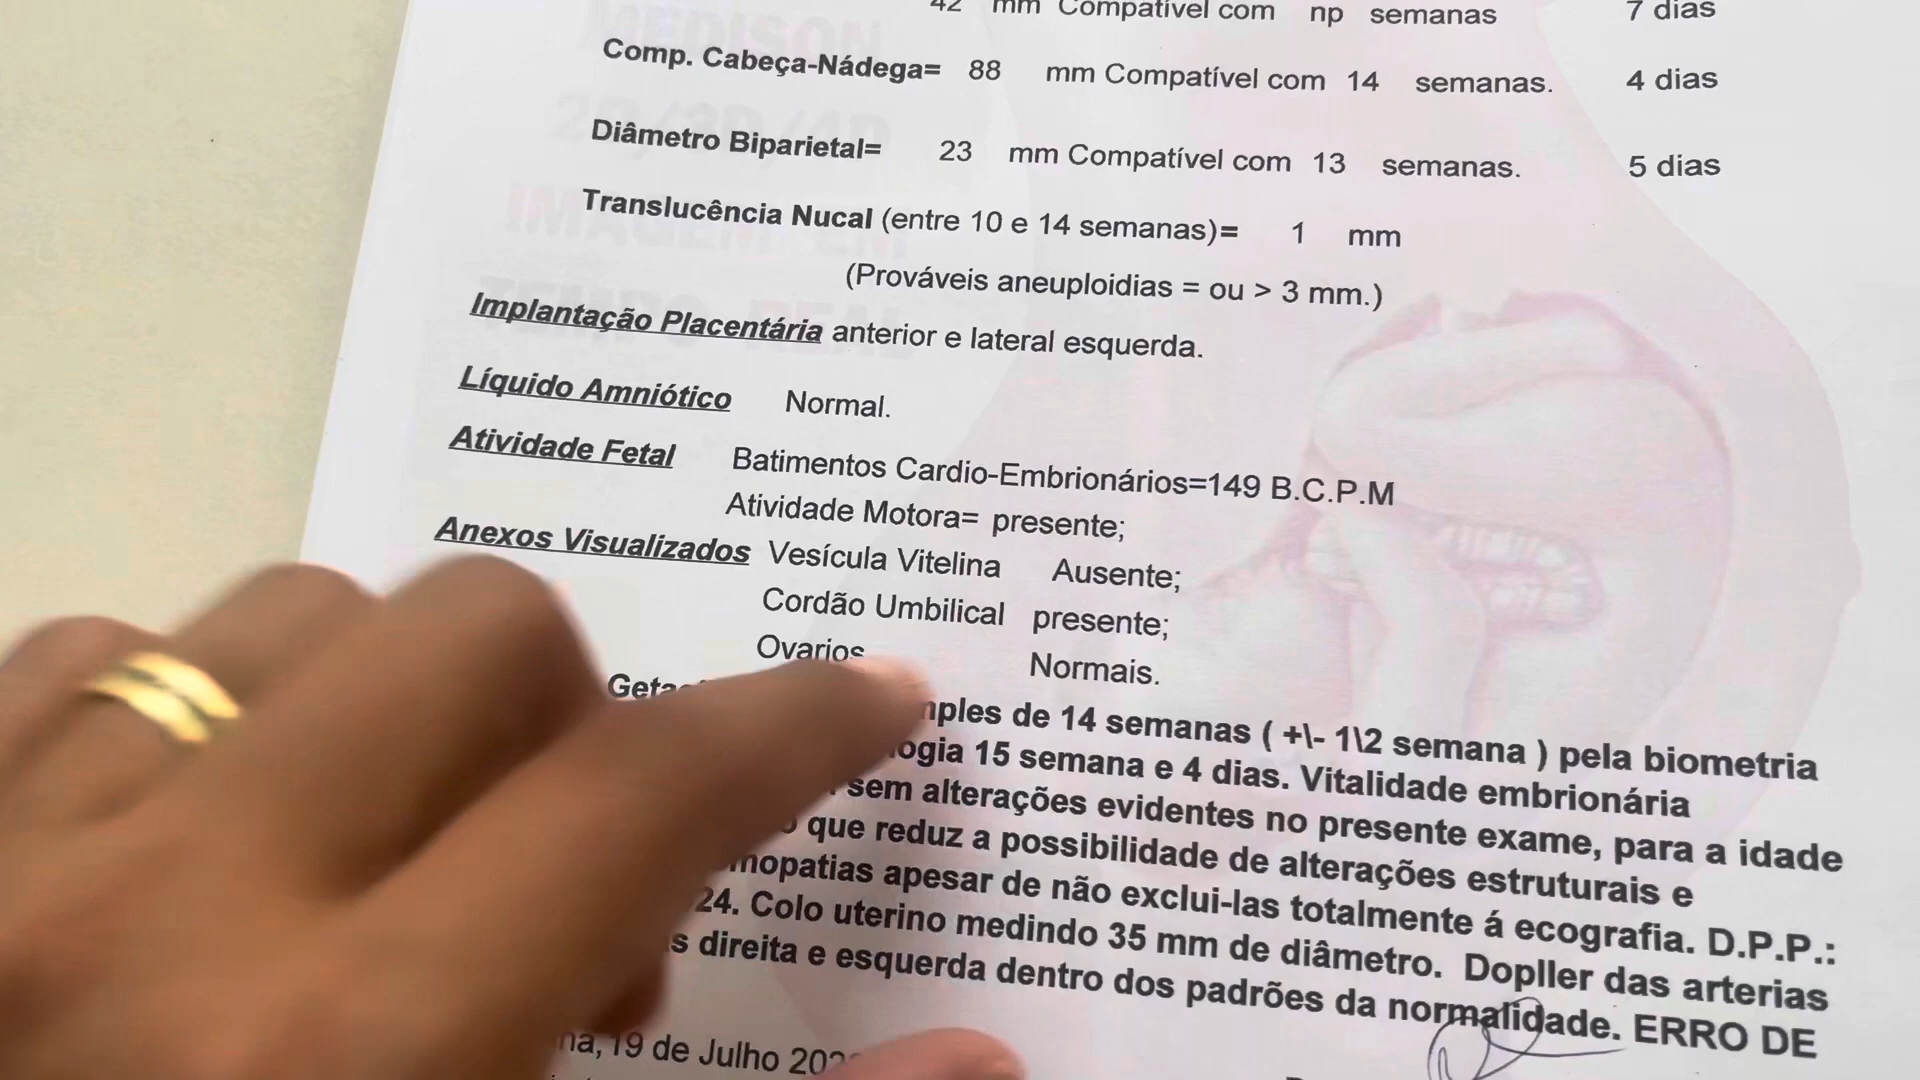 42 mm Compatível com np semanas 7 dias
Comp. Cabeça-Nádega= 88 mm Compatível com 14 semanas. 4 dias
Diâmetro Biparietal= 23 mm Compatível com 13 semanas. 5 dias
Translucência Nucal (entre 10 e 14 semanas)= 1 mm
(Prováveis aneuploidias = ou > 3 mm.)
Implantação Placentária anterior e lateral esquerda.
Líquido Amniótico Normal.
Atividade Fetal Batimentos Cardio-Embrionários=149 B.C.P.M
Atividade Motora= presente;
Anexos Visualizados Vesícula Vitelina Ausente;
Cordão Umbilical presente;
Ovarios Normais.
de 14 semanas ( +\- 1\2 semana ) pela biometria
15 semana e 4 dias. Vitalidade embrionária
sem alterações evidentes no presente exame, para a idade
que reduz a possibilidade de alterações estruturais e
apesar de não exclui-las totalmente á ecografia. D.P.P.:
24. Colo uterino medindo 35 mm de diâmetro. Dopller das arterias
direita e esquerda dentro dos padrões da normalidade. ERRO DE
19 de Julho